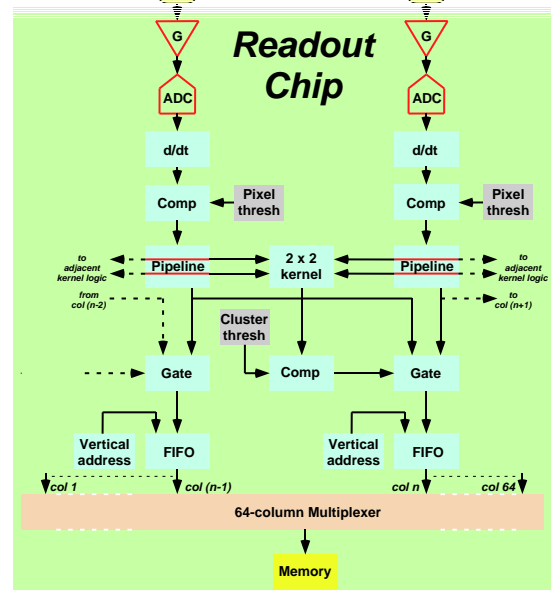 G
G
Readout
Chip
ADC
ADC
d/dt
d/dt
Comp
Pixel
thresh
Comp
Pixel
thresh
to
adjacent
kernel logic
Pipeline
2 x 2
kernel
Pipeline
to
adjacent
kernel logic
from
col (n-2)
to
col (n+1)
Cluster
thresh
Gate
Comp
Gate
Vertical
address
FIFO
Vertical
address
FIFO
col 1
col (n-1)
col n
col 64
64-column Multiplexer
Memory